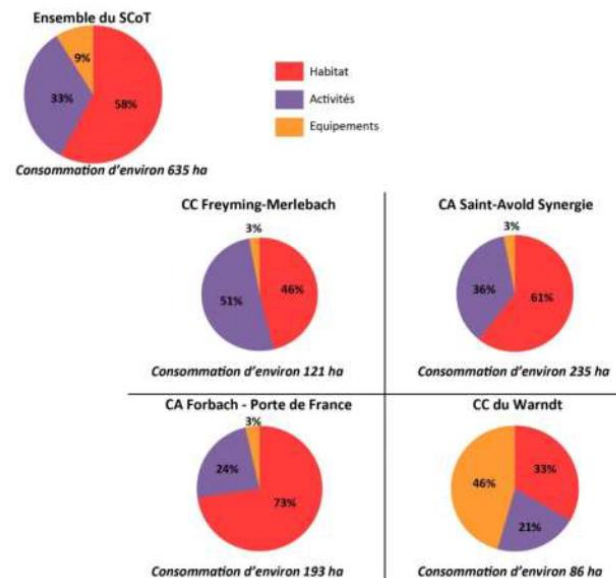 Ensemble du SCoT
9%
33%
58%
Consommation d'environ 635 ha
Habitat
Activités
Equipements
CC Freyming-Merlebach
3%
51%
46%
Consommation d'environ 121 ha
CA Saint-Avold Synergie
3%
36%
61%
Consommation d'environ 235 ha
CA Forbach - Porte de France
3%
24%
73%
Consommation d'environ 193 ha
CC du Warndt
46%
33%
21%
Consommation d'environ 86 ha